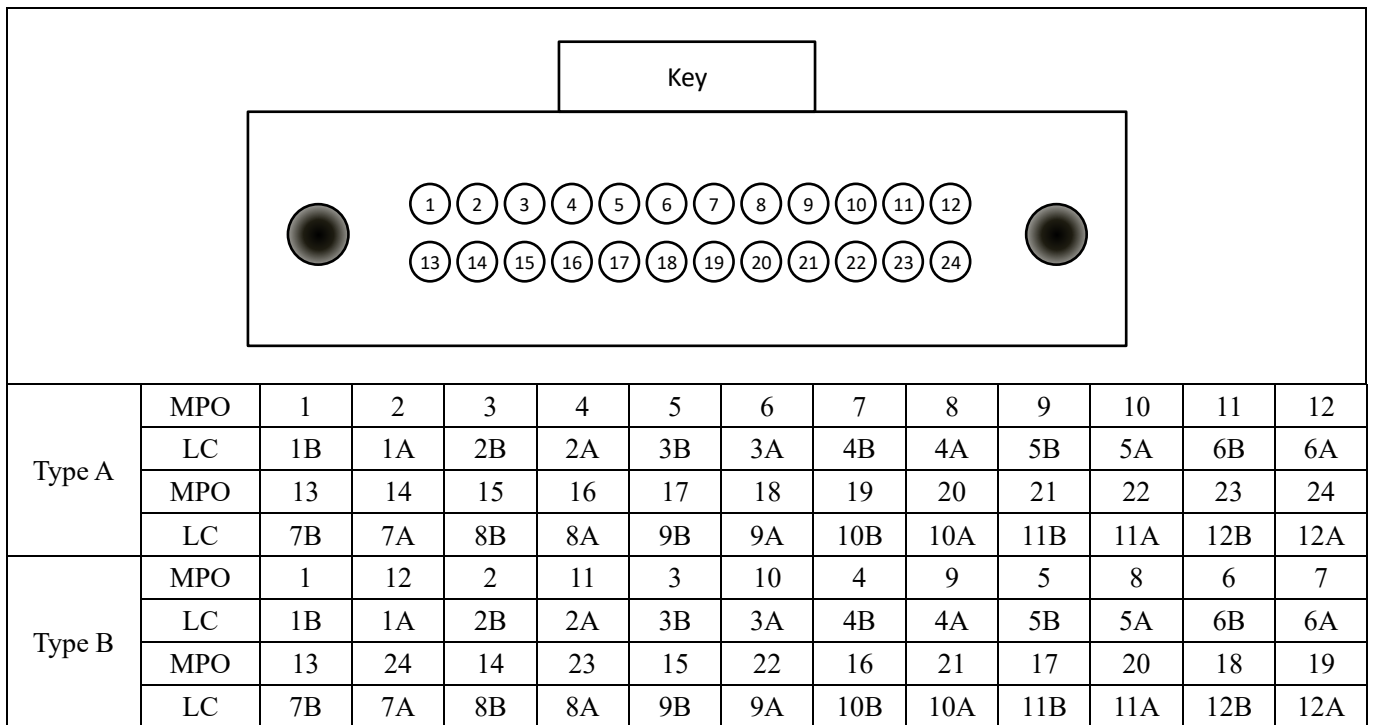 Key
1 2 3 4 5 6 7 8 9 10 11 12
13 14 15 16 17 18 19 20 21 22 23 24
Type A
MPO 1 2 3 4 5 6 7 8 9 10 11 12
LC 1B 1A 2B 2A 3B 3A 4B 4A 5B 5A 6B 6A
MPO 13 14 15 16 17 18 19 20 21 22 23 24
LC 7B 7A 8B 8A 9B 9A 10B 10A 11B 11A 12B 12A
Type B
MPO 1 12 2 11 3 10 4 9 5 8 6 7
LC 1B 1A 2B 2A 3B 3A 4B 4A 5B 5A 6B 6A
MPO 13 24 14 23 15 22 16 21 17 20 18 19
LC 7B 7A 8B 8A 9B 9A 10B 10A 11B 11A 12B 12A